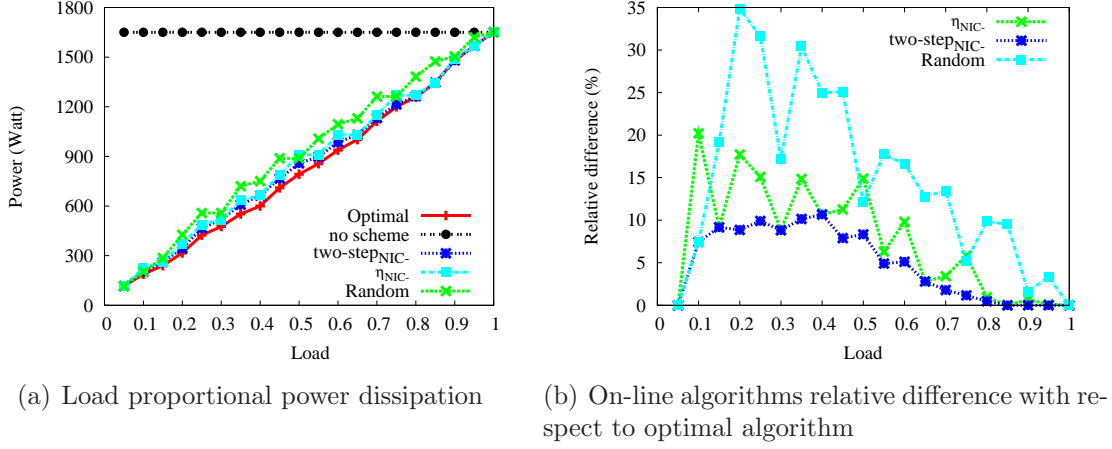 1800
1500
1200
900
600
300
0
Power (Watt)
0.1 0.2 0.3 0.4 0.5 0.6 0.7 0.8 0.9 1
Load
Optimal
no scheme
two-stepNIC-
ηNIC-
Random
(a) Load proportional power dissipation
35
30
25
20
15
10
5
0
Relative difference (%)
0 0.1 0.2 0.3 0.4 0.5 0.6 0.7 0.8 0.9 1
Load
ηNIC-
two-stepNIC-
Random
(b) On-line algorithms relative difference with re-
spect to optimal algorithm